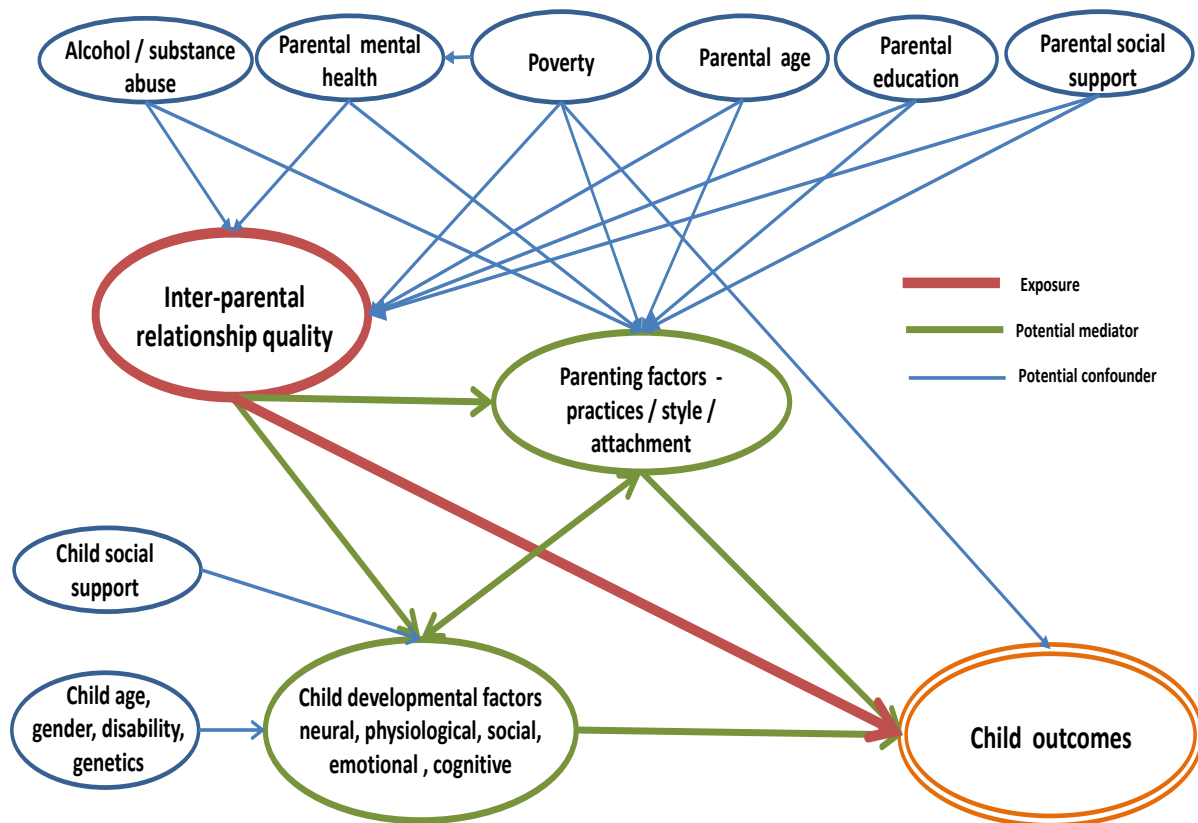 Alcohol / substance
abuse
Parental mental
health
Poverty
Parental age
Parental
education
Parental social
support
Inter-parental
relationship quality
Exposure
Potential mediator
Potential confounder
Parenting factors -
practices / style /
attachment
Child social
support
Child age,
gender, disability,
genetics
Child developmental factors
neural, physiological, social,
emotional , cognitive
Child outcomes